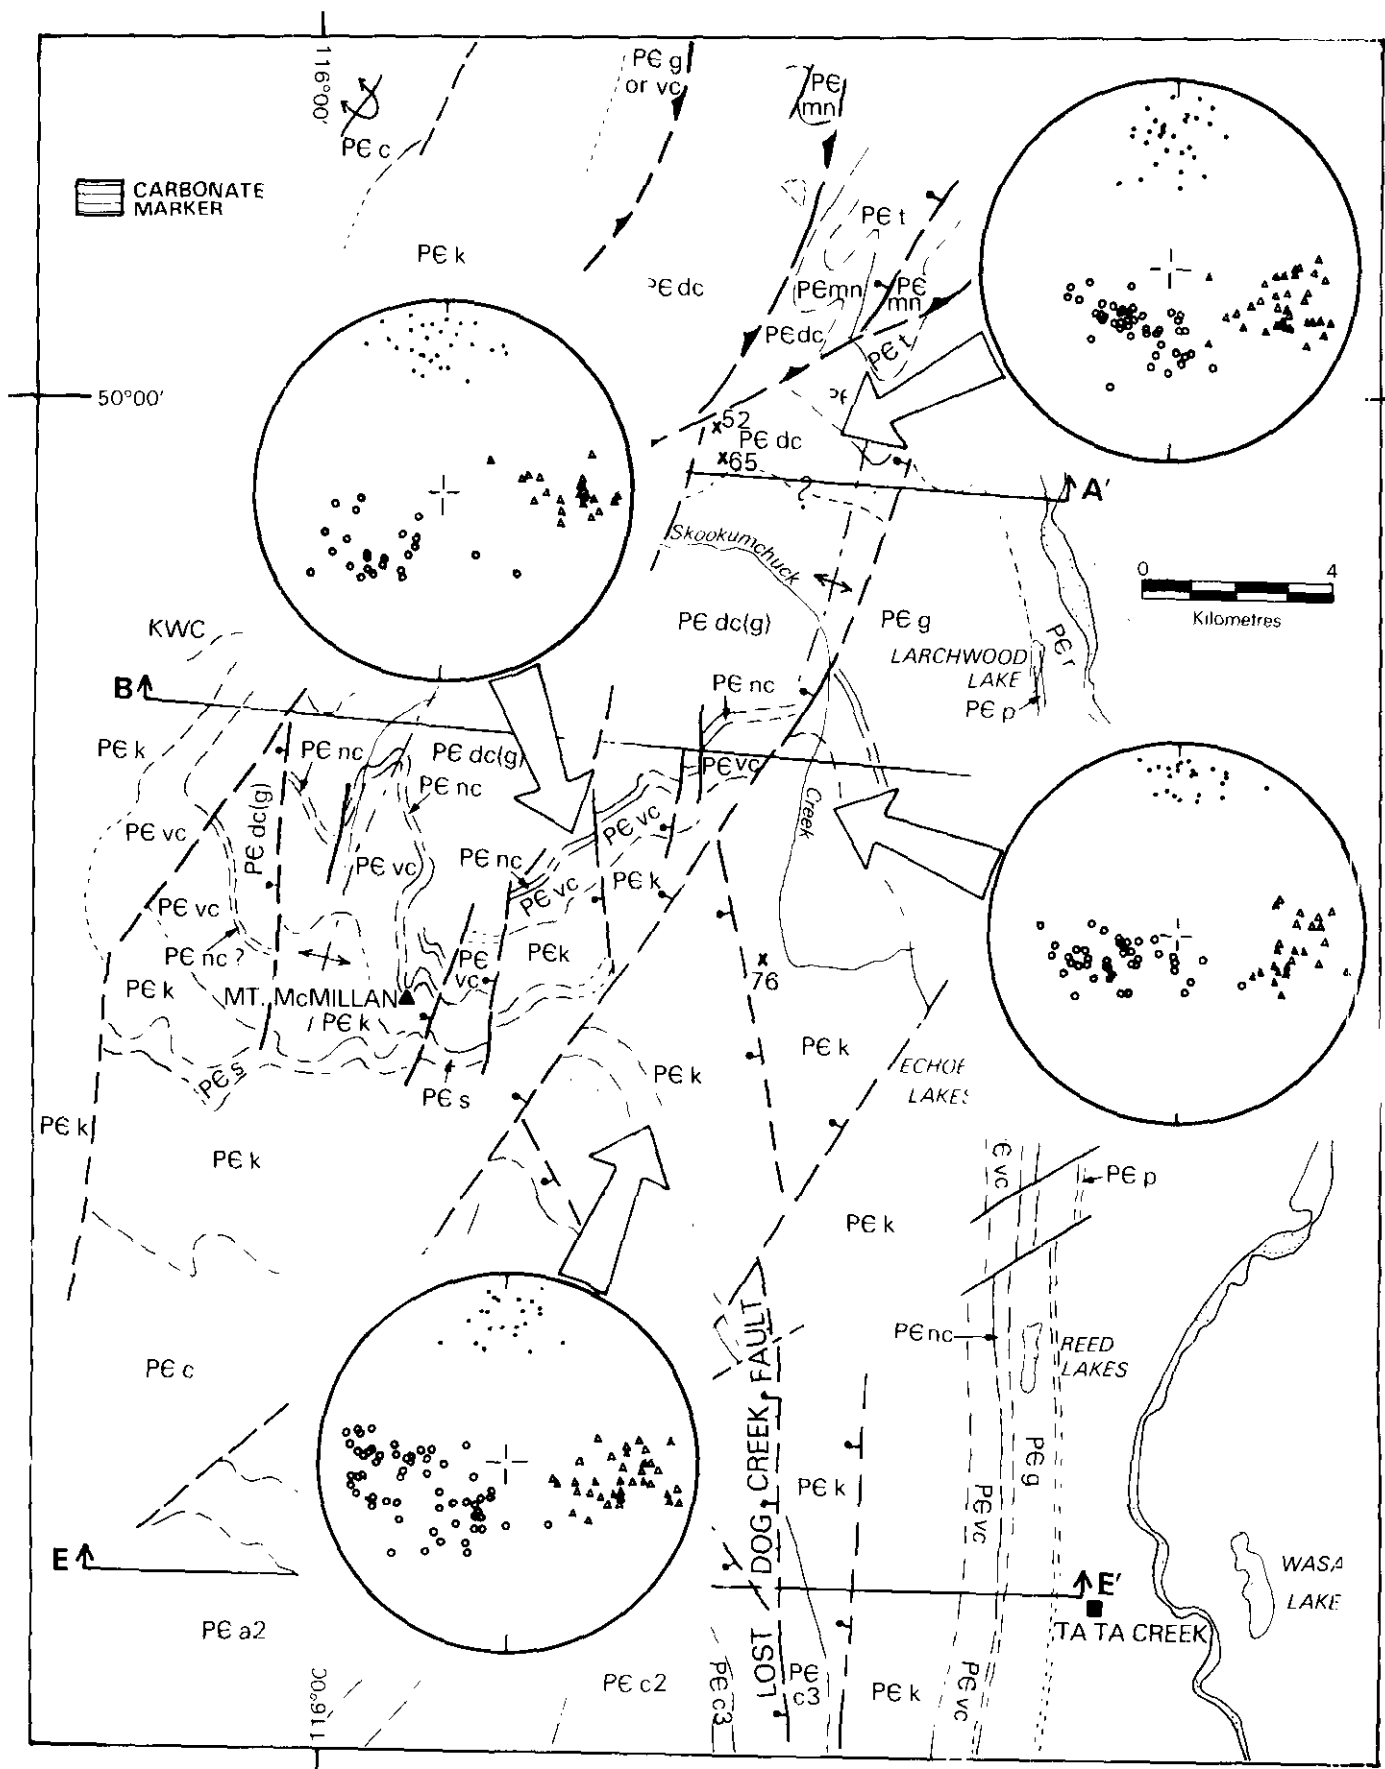 116°00'
PЄ c
PЄ g
or vc
PЄ
mn
CARBONATE
MARKER
PЄ k
PЄ t
PЄ dc
PЄmn
PЄ
mn
PЄdc
PЄ t
50°00'
52
PЄ dc
65
A'
?
Skookumchuck
0
4
Kilometres
KWC
PЄ dc(g)
PЄ g
PЄ r
LARCHWOOD
LAKE
PЄ p
B
PЄ nc
PЄ k
PЄ nc
PЄ dc(g)
PЄ nc
PЄ vc
Creek
PЄ vc
PЄ dc(g)
PЄ vc
PЄ vc
PЄ nc
PЄ vc
PЄ k
PЄ vc
PЄ nc ?
PЄ
vc
PЄk
PЄ k
MT. McMILLAN
PЄ k
76
PЄ k
PЄ s
PЄ s
PЄ k
ECHOE
LAKES
PЄ k
PЄ k
Є vc
PЄ p
PЄ k
PЄ nc
REED
LAKES
PЄ c
LOST DOG CREEK FAULT
PЄ k
PЄ vc
PЄ g
E
E'
WASA
LAKE
TA TA CREEK
PЄ a2
116°00'
PЄ c2
PЄ c3
PЄ
c3
PЄ k
PЄ vc